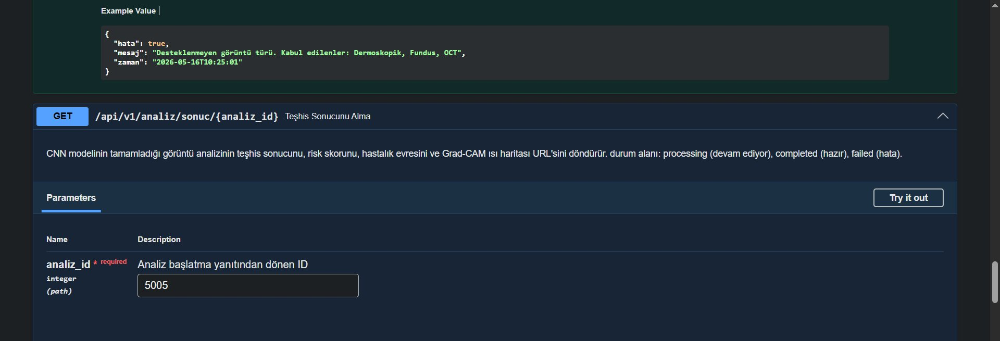 Example Value
{
  "hata": true,
  "mesaj": "Desteklenmeyen görüntü türü. Kabul edilenler: Dermoskopik, Fundus, OCT",
  "zaman": "2026-05-16T10:25:01"
}
GET /api/v1/analiz/sonuc/{analiz_id} Teşhis Sonucunu Alma
CNN modelinin tamamladığı görüntü analizinin teşhis sonucunu, risk skorunu, hastalık evresini ve Grad-CAM ısı haritası URL'sini döndürür. durum alanı: processing (devam ediyor), completed (hazır), failed (hata).
Parameters Try it out
Name Description
analiz_id * required Analiz başlatma yanıtından dönen ID
integer
(path)
5005